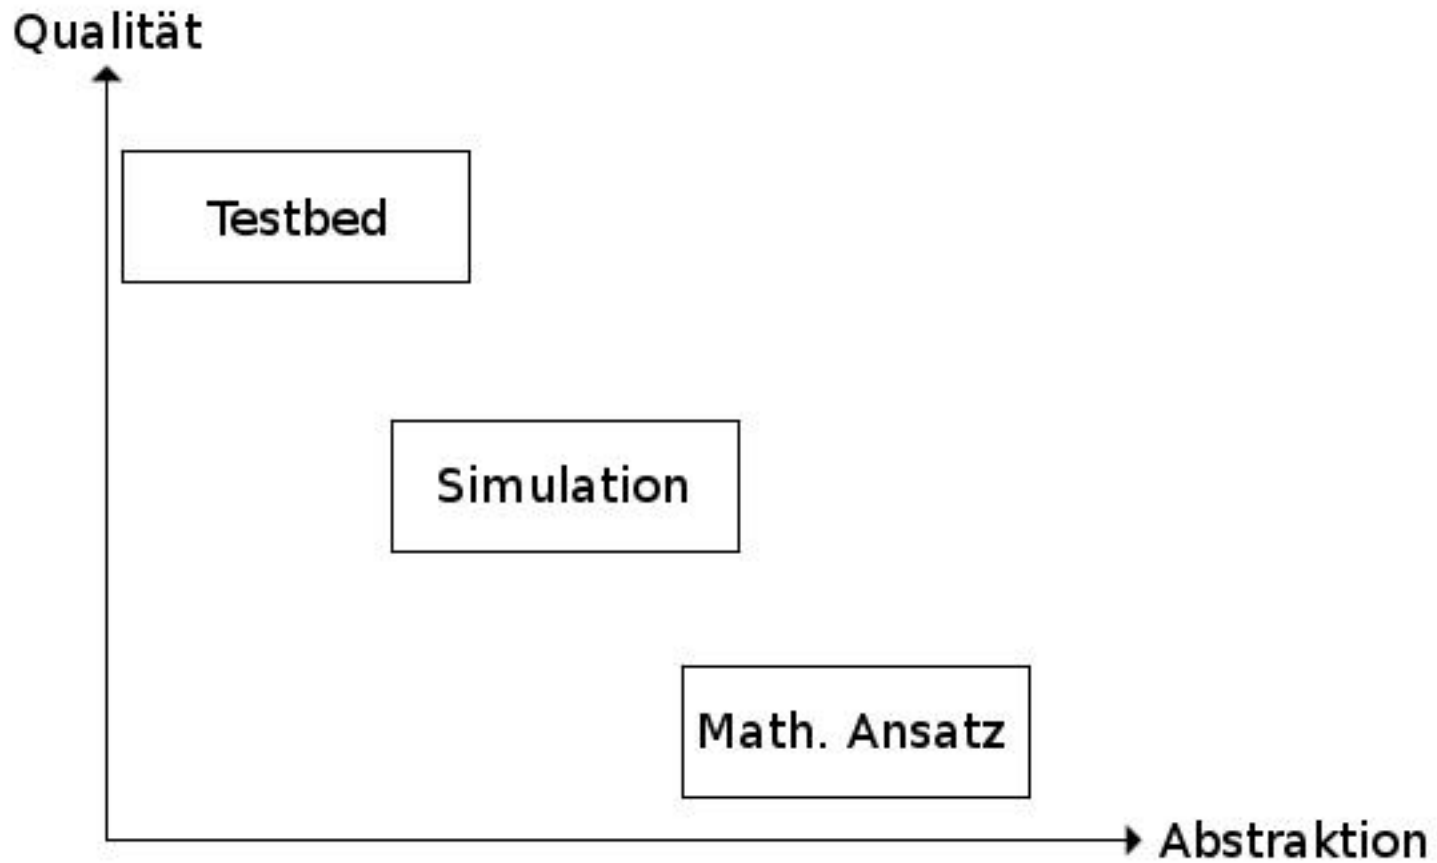 Qualität
Testbed
Simulation
Math. Ansatz
Abstraktion